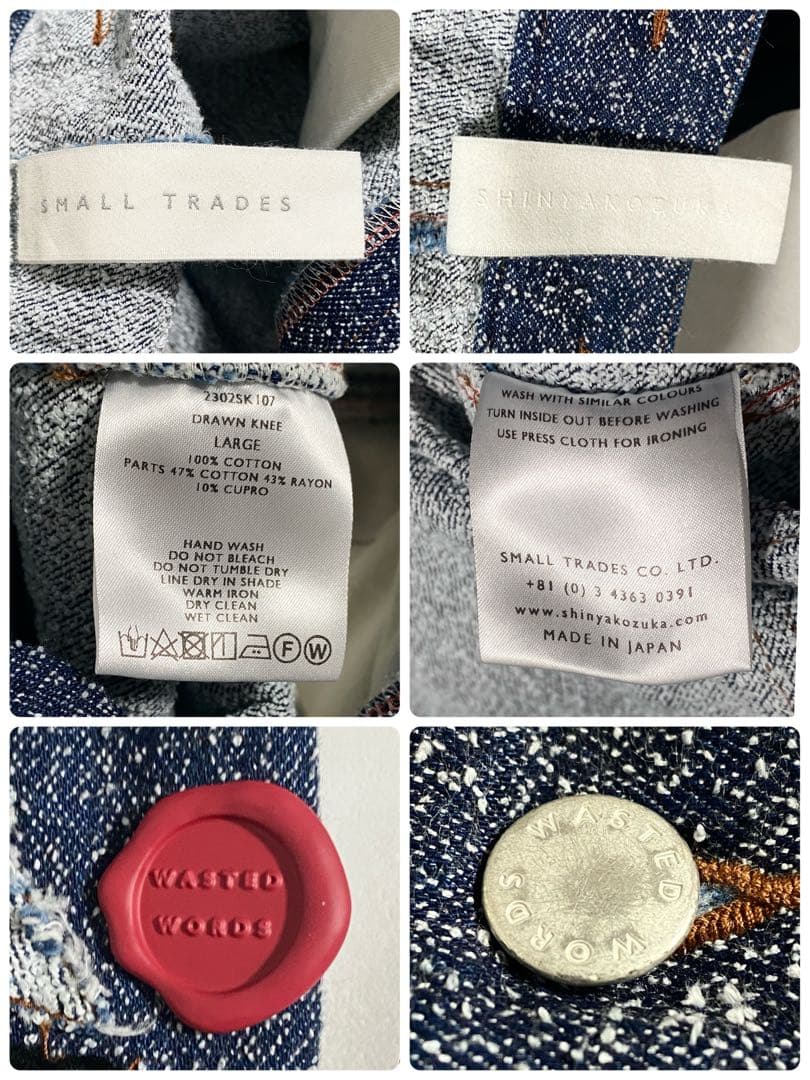 SMALL TRADES
SHINYAKOZUKA
2302SK107
DRAWN KNEE
LARGE
100% COTTON
PARTS 47% COTTON 43% RAYON
10% CUPRO
HAND WASH
DO NOT BLEACH
DO NOT TUMBLE DRY
LINE DRY IN SHADE
WARM IRON
DRY CLEAN
WET CLEAN
F W
WASH WITH SIMILAR COLOURS
TURN INSIDE OUT BEFORE WASHING
USE PRESS CLOTH FOR IRONING
SMALL TRADES CO. LTD.
+81 (0) 3 4363 0391
www.shinyakozuka.com
MADE IN JAPAN
WASTED
WORDS
WASTED WORDS